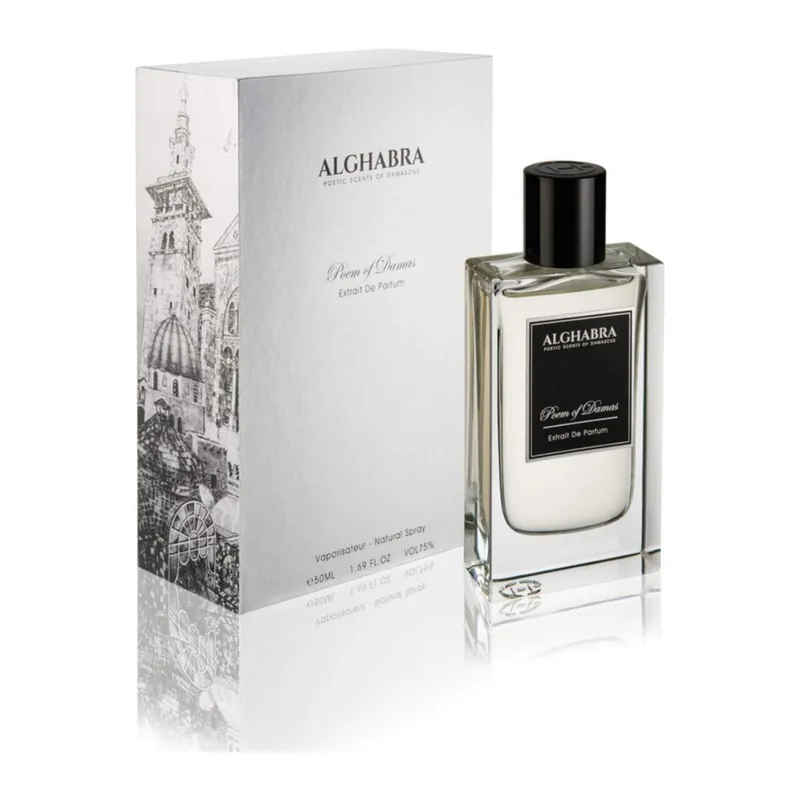 ALGHABRA
POETIC SCENTS OF DAMASCUS
Poem of Damas
Extrait De Parfum
Vaporisateur - Natural Spray
e50ML 1.69 FL.OZ VOL75%
ALGHABRA
POETIC SCENTS OF DAMASCUS
Poem of Damas
Extrait De Parfum